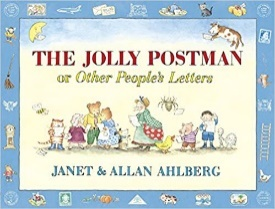 THE JOLLY POSTMAN
or Other People's Letters
JANET & ALLAN AHLBERG